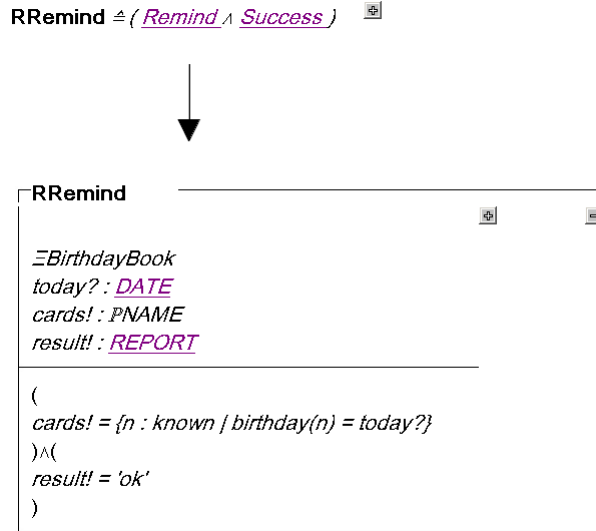 RRemind ≙ ( Remind ∧ Success )
RRemind
ΞBirthdayBook
today? : DATE
cards! : ℙNAME
result! : REPORT
(
cards! = {n : known | birthday(n) = today?}
)∧(
result! = 'ok'
)